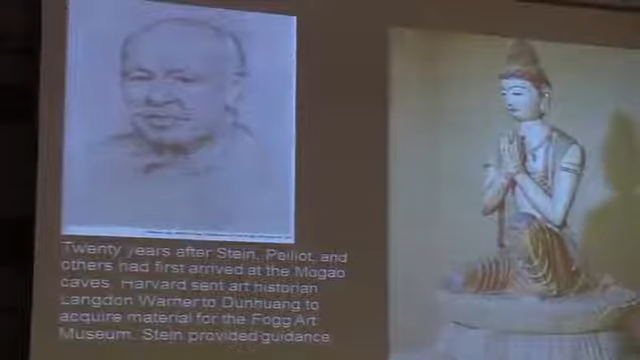 Twenty years after Stein, Pelliot, and
others had first arrived at the Mogao
caves, Harvard sent art historian
Langdon Warner to Dunhuang to
acquire material for the Fogg Art
Museum. Stein provided guidance